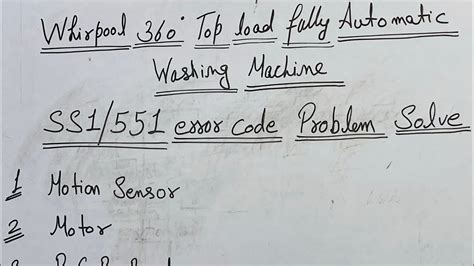 Whirpool 360° Top load fully Automatic
Washing Machine
SS1/551 error code Problem Solve
1 Motion Sensor
2 Motor